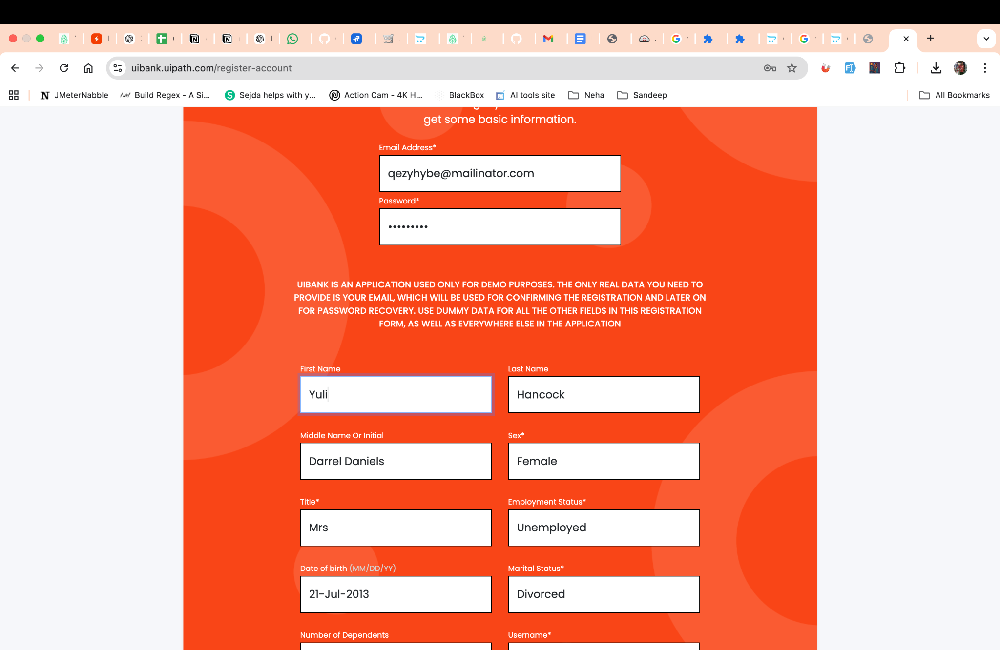 uibank.uipath.com/register-account
JMeterNabble
Build Regex - A Si...
Sejda helps with y...
Action Cam - 4K H...
BlackBox
AI tools site
Neha
Sandeep
All Bookmarks
get some basic information.
Email Address*
qezyhybe@mailinator.com
Password*
•••••••••
UIBANK IS AN APPLICATION USED ONLY FOR DEMO PURPOSES. THE ONLY REAL DATA YOU NEED TO
PROVIDE IS YOUR EMAIL, WHICH WILL BE USED FOR CONFIRMING THE REGISTRATION AND LATER ON
FOR PASSWORD RECOVERY. USE DUMMY DATA FOR ALL THE OTHER FIELDS IN THIS REGISTRATION
FORM, AS WELL AS EVERYWHERE ELSE IN THE APPLICATION
First Name
Last Name
Yuli
Hancock
Middle Name Or Initial
Sex*
Darrel Daniels
Female
Title*
Employment Status*
Mrs
Unemployed
Date of birth (MM/DD/YY)
Marital Status*
21-Jul-2013
Divorced
Number of Dependents
Username*